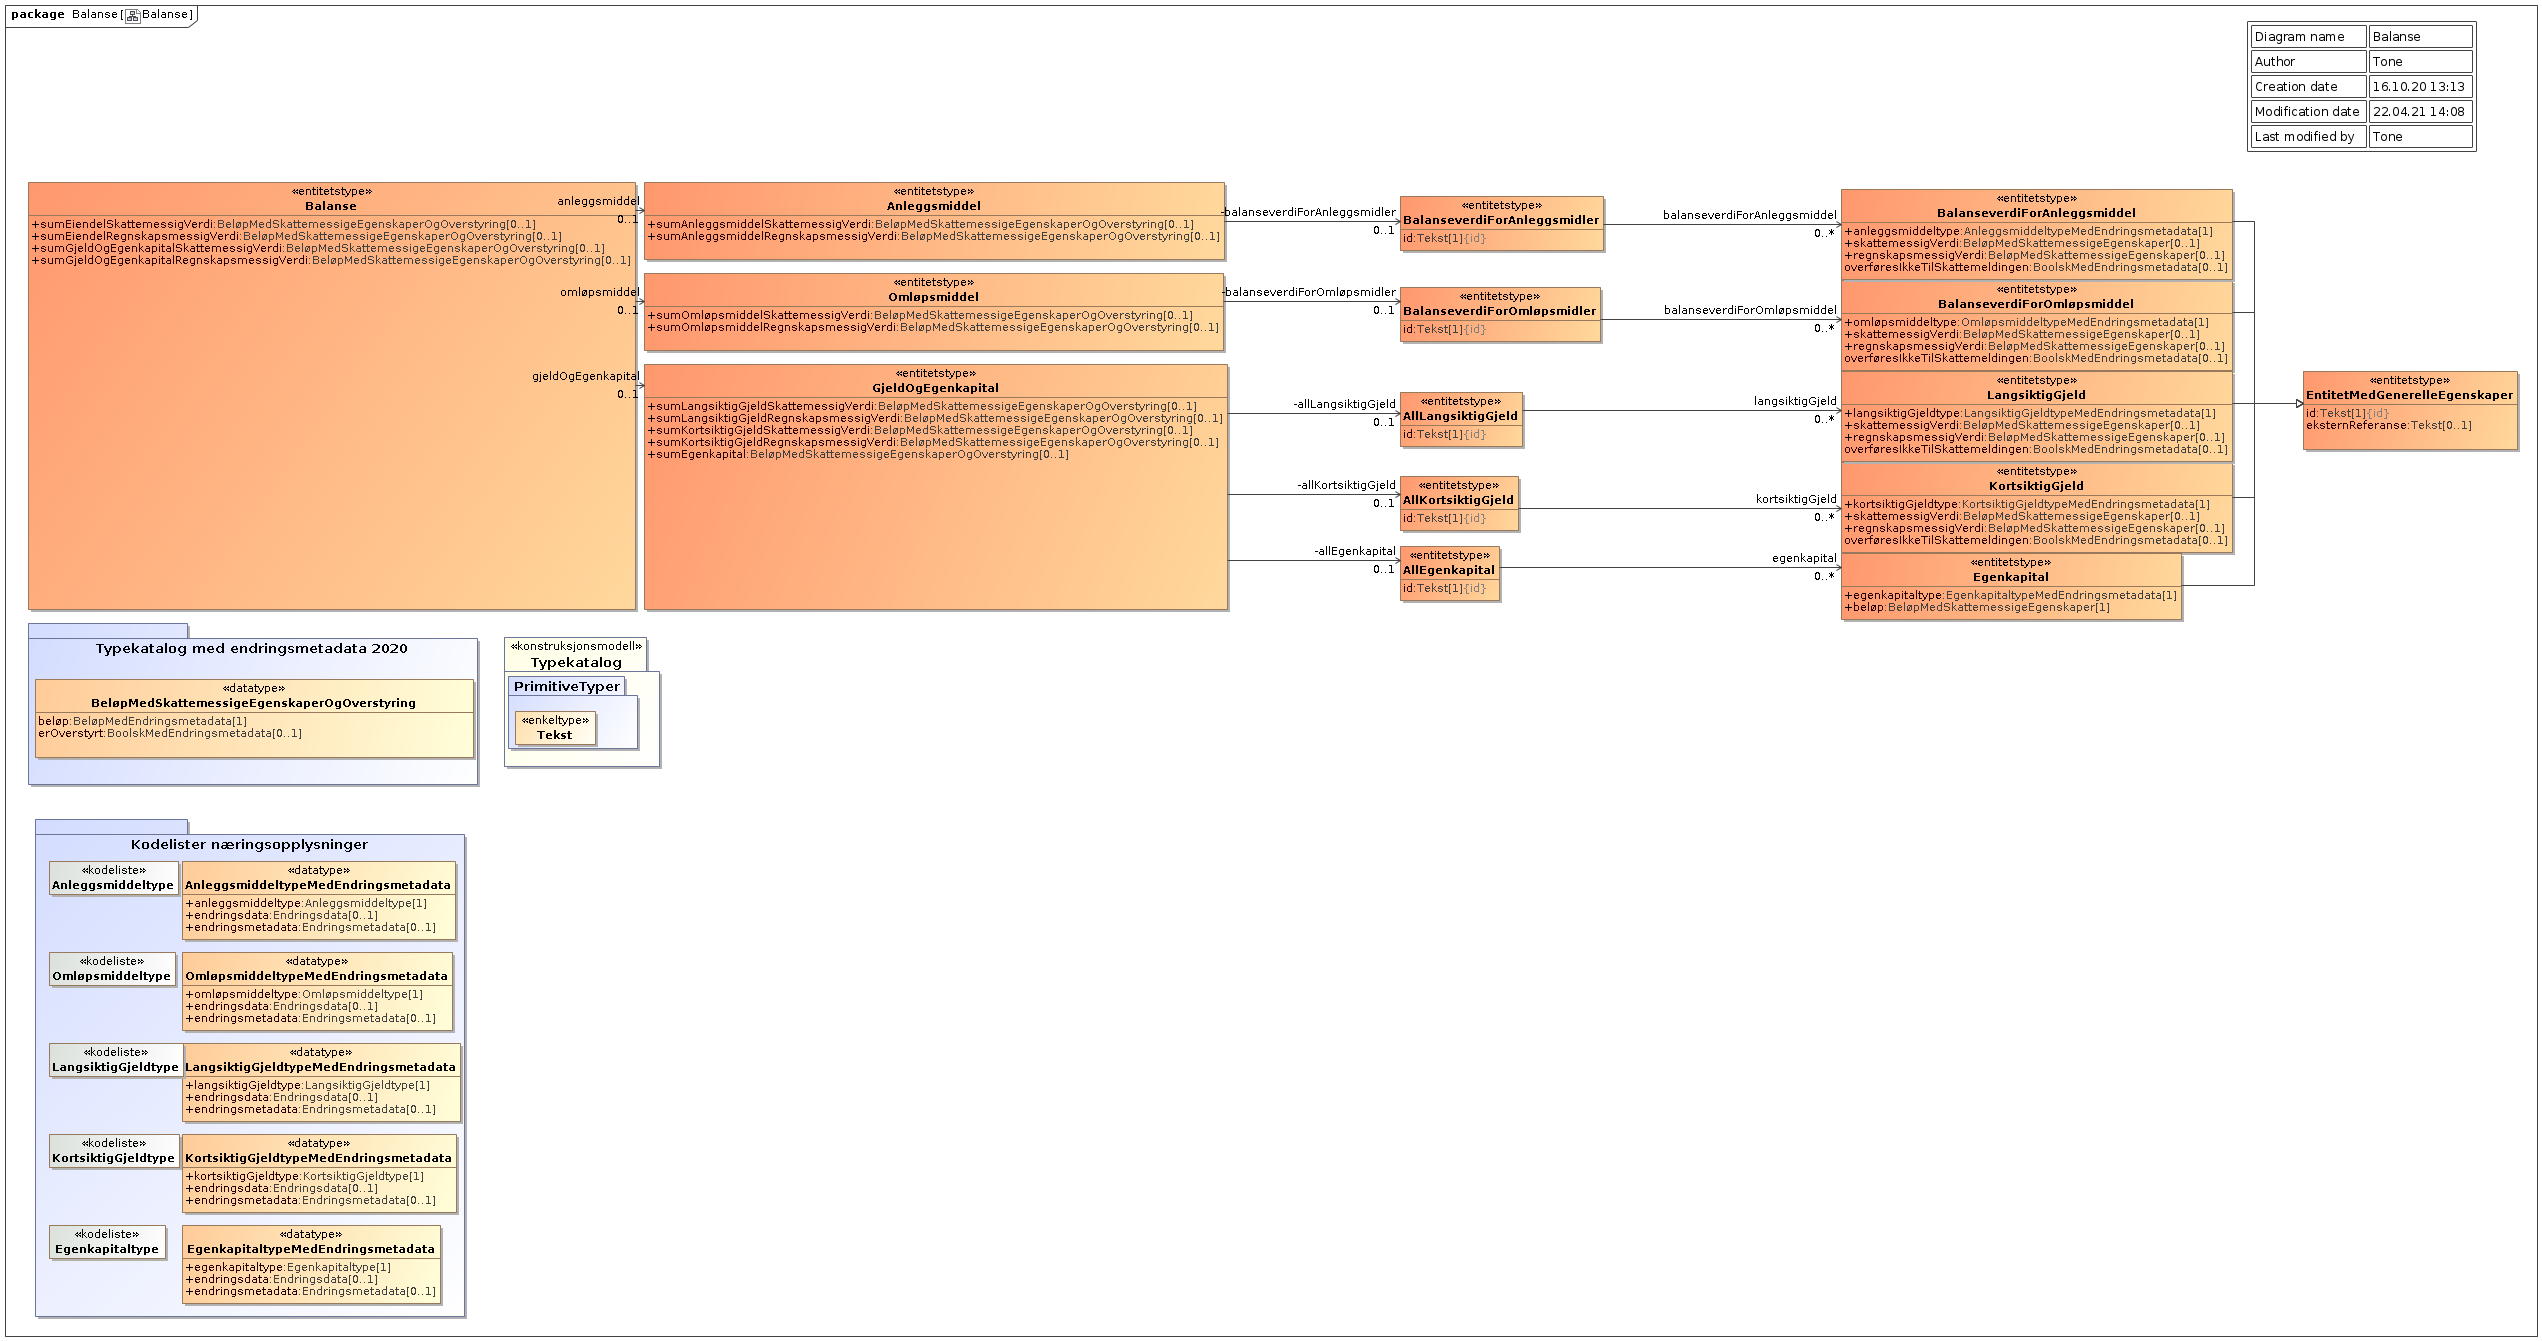 package Balanse [ Balanse ]
Diagram name Balanse
Author Tone
Creation date 16.10.20 13:13
Modification date 22.04.21 14:08
Last modified by Tone
«entitetstype»
Balanse
+sumEiendelSkattemessigVerdi:BeløpMedSkattemessigeEgenskaperOgOverstyring[0..1]
+sumEiendelRegnskapsmessigVerdi:BeløpMedSkattemessigeEgenskaperOgOverstyring[0..1]
+sumGjeldOgEgenkapitalSkattemessigVerdi:BeløpMedSkattemessigeEgenskaperOgOverstyring[0..1]
+sumGjeldOgEgenkapitalRegnskapsmessigVerdi:BeløpMedSkattemessigeEgenskaperOgOverstyring[0..1]
anleggsmiddel
0..1
omløpsmiddel
0..1
gjeldOgEgenkapital
0..1
«entitetstype»
Anleggsmiddel
+sumAnleggsmiddelSkattemessigVerdi:BeløpMedSkattemessigeEgenskaperOgOverstyring[0..1]
+sumAnleggsmiddelRegnskapsmessigVerdi:BeløpMedSkattemessigeEgenskaperOgOverstyring[0..1]
«entitetstype»
Omløpsmiddel
+sumOmløpsmiddelSkattemessigVerdi:BeløpMedSkattemessigeEgenskaperOgOverstyring[0..1]
+sumOmløpsmiddelRegnskapsmessigVerdi:BeløpMedSkattemessigeEgenskaperOgOverstyring[0..1]
«entitetstype»
GjeldOgEgenkapital
+sumLangsiktigGjeldSkattemessigVerdi:BeløpMedSkattemessigeEgenskaperOgOverstyring[0..1]
+sumLangsiktigGjeldRegnskapsmessigVerdi:BeløpMedSkattemessigeEgenskaperOgOverstyring[0..1]
+sumKortsiktigGjeldSkattemessigVerdi:BeløpMedSkattemessigeEgenskaperOgOverstyring[0..1]
+sumKortsiktigGjeldRegnskapsmessigVerdi:BeløpMedSkattemessigeEgenskaperOgOverstyring[0..1]
+sumEgenkapital:BeløpMedSkattemessigeEgenskaperOgOverstyring[0..1]
-balanseverdiForAnleggsmidler
0..1
-balanseverdiForOmløpsmidler
0..1
-allLangsiktigGjeld
0..1
-allKortsiktigGjeld
0..1
-allEgenkapital
0..1
«entitetstype»
BalanseverdiForAnleggsmidler
id:Tekst[1]{id}
«entitetstype»
BalanseverdiForOmløpsmidler
id:Tekst[1]{id}
«entitetstype»
AllLangsiktigGjeld
id:Tekst[1]{id}
«entitetstype»
AllKortsiktigGjeld
id:Tekst[1]{id}
«entitetstype»
AllEgenkapital
id:Tekst[1]{id}
balanseverdiForAnleggsmiddel
0..*
balanseverdiForOmløpsmiddel
0..*
langsiktigGjeld
0..*
kortsiktigGjeld
0..*
egenkapital
0..*
«entitetstype»
BalanseverdiForAnleggsmiddel
+anleggsmiddeltype:AnleggsmiddeltypeMedEndringsmetadata[1]
+skattemessigVerdi:BeløpMedSkattemessigeEgenskaper[0..1]
+regnskapsmessigVerdi:BeløpMedSkattemessigeEgenskaper[0..1]
overføresIkkeTilSkattemeldingen:BoolskMedEndringsmetadata[0..1]
«entitetstype»
BalanseverdiForOmløpsmiddel
+omløpsmiddeltype:OmløpsmiddeltypeMedEndringsmetadata[1]
+skattemessigVerdi:BeløpMedSkattemessigeEgenskaper[0..1]
+regnskapsmessigVerdi:BeløpMedSkattemessigeEgenskaper[0..1]
overføresIkkeTilSkattemeldingen:BoolskMedEndringsmetadata[0..1]
«entitetstype»
LangsiktigGjeld
+langsiktigGjeldtype:LangsiktigGjeldtypeMedEndringsmetadata[1]
+skattemessigVerdi:BeløpMedSkattemessigeEgenskaper[0..1]
+regnskapsmessigVerdi:BeløpMedSkattemessigeEgenskaper[0..1]
overføresIkkeTilSkattemeldingen:BoolskMedEndringsmetadata[0..1]
«entitetstype»
KortsiktigGjeld
+kortsiktigGjeldtype:KortsiktigGjeldtypeMedEndringsmetadata[1]
+skattemessigVerdi:BeløpMedSkattemessigeEgenskaper[0..1]
+regnskapsmessigVerdi:BeløpMedSkattemessigeEgenskaper[0..1]
overføresIkkeTilSkattemeldingen:BoolskMedEndringsmetadata[0..1]
«entitetstype»
Egenkapital
+egenkapitaltype:EgenkapitaltypeMedEndringsmetadata[1]
+beløp:BeløpMedSkattemessigeEgenskaper[1]
«entitetstype»
EntitetMedGenerelleEgenskaper
id:Tekst[1]{id}
eksternReferanse:Tekst[0..1]
Typekatalog med endringsmetadata 2020
«datatype»
BeløpMedSkattemessigeEgenskaperOgOverstyring
beløp:BeløpMedEndringsmetadata[1]
erOverstyrt:BoolskMedEndringsmetadata[0..1]
«konstruksjonsmodell»
Typekatalog
PrimitiveTyper
«enkeltype»
Tekst
Kodelister næringsopplysninger
«kodeliste»
Anleggsmiddeltype
«datatype»
AnleggsmiddeltypeMedEndringsmetadata
+anleggsmiddeltype:Anleggsmiddeltype[1]
+endringsdata:Endringsdata[0..1]
+endringsmetadata:Endringsmetadata[0..1]
«kodeliste»
Omløpsmiddeltype
«datatype»
OmløpsmiddeltypeMedEndringsmetadata
+omløpsmiddeltype:Omløpsmiddeltype[1]
+endringsdata:Endringsdata[0..1]
+endringsmetadata:Endringsmetadata[0..1]
«kodeliste»
LangsiktigGjeldtype
«datatype»
LangsiktigGjeldtypeMedEndringsmetadata
+langsiktigGjeldtype:LangsiktigGjeldtype[1]
+endringsdata:Endringsdata[0..1]
+endringsmetadata:Endringsmetadata[0..1]
«kodeliste»
KortsiktigGjeldtype
«datatype»
KortsiktigGjeldtypeMedEndringsmetadata
+kortsiktigGjeldtype:KortsiktigGjeldtype[1]
+endringsdata:Endringsdata[0..1]
+endringsmetadata:Endringsmetadata[0..1]
«kodeliste»
Egenkapitaltype
«datatype»
EgenkapitaltypeMedEndringsmetadata
+egenkapitaltype:Egenkapitaltype[1]
+endringsdata:Endringsdata[0..1]
+endringsmetadata:Endringsmetadata[0..1]